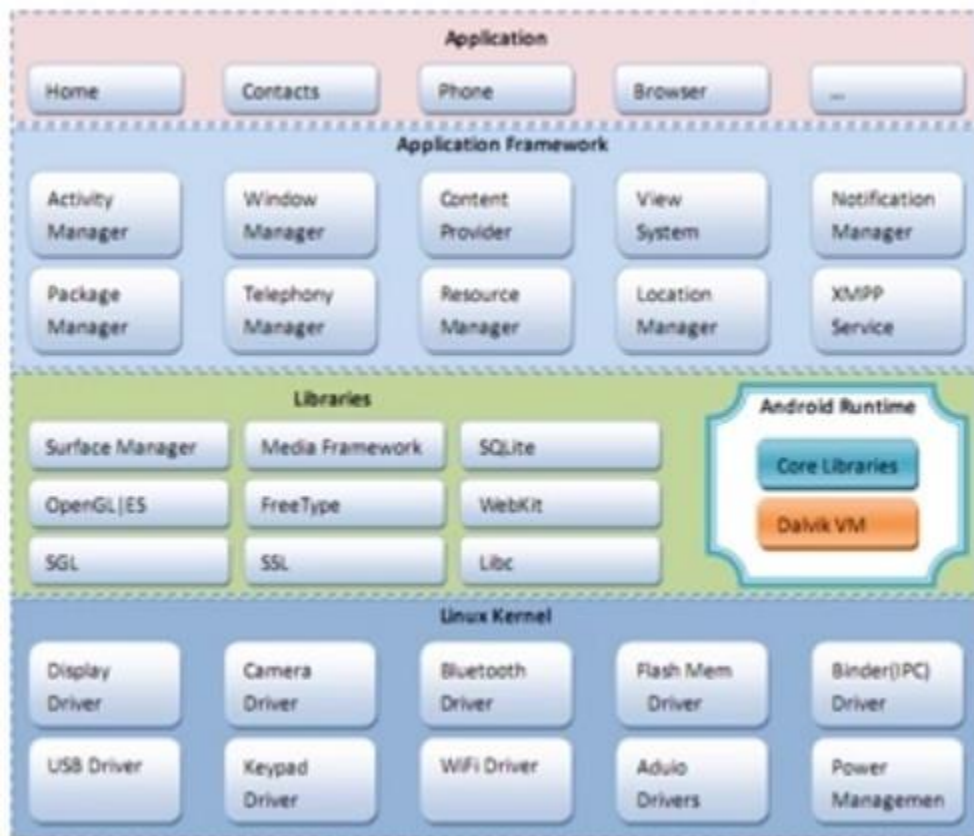 Application
Home
Contacts
Phone
Browser
...
Application Framework
Activity
Manager
Window
Manager
Content
Provider
View
System
Notification
Manager
Package
Manager
Telephony
Manager
Resource
Manager
Location
Manager
XMPP
Service
Libraries
Surface Manager
Media Framework
SQLite
OpenGL|ES
FreeType
WebKit
SGL
SSL
Libc
Android Runtime
Core Libraries
Dalvik VM
Linux Kernel
Display
Driver
Camera
Driver
Bluetooth
Driver
Flash Mem
Driver
Binder(IPC)
Driver
USB Driver
Keypad
Driver
WiFi Driver
Aduio
Drivers
Power
Managemen